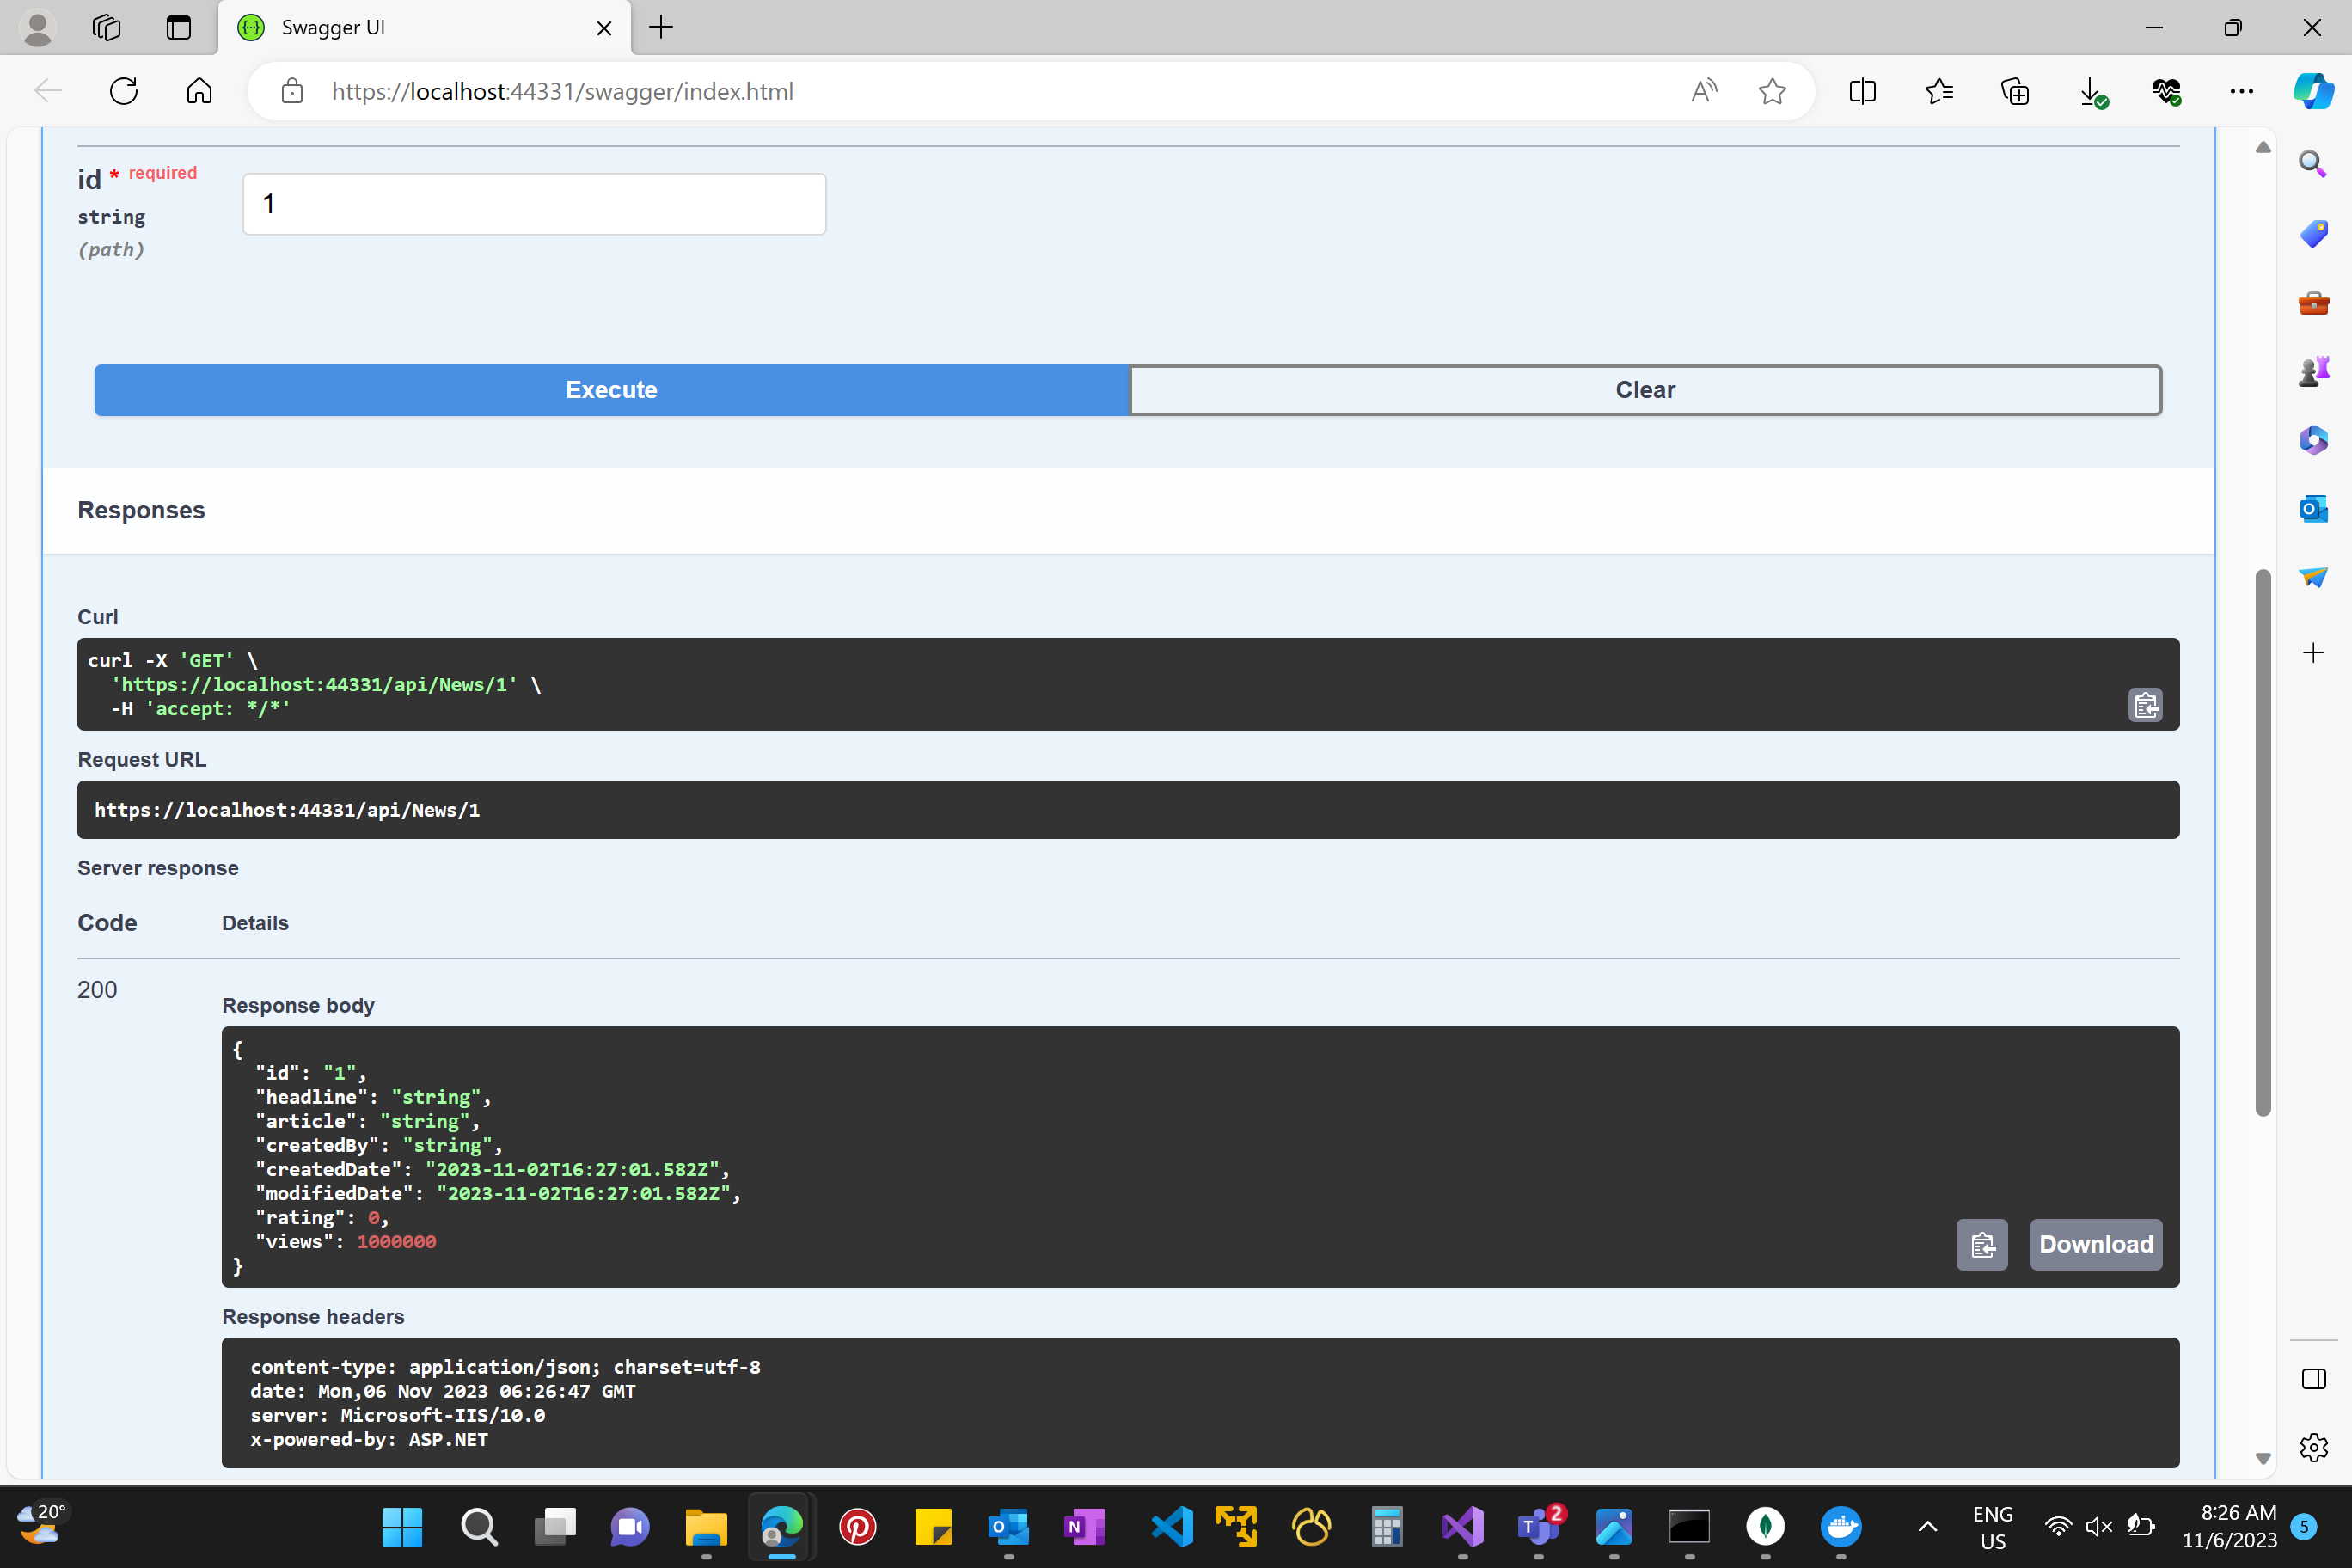 Swagger UI
https://localhost:44331/swagger/index.html
id * required
string
(path)
1
Execute
Clear
Responses
Curl
curl -X 'GET' \
'https://localhost:44331/api/News/1' \
-H 'accept: */*'
Request URL
https://localhost:44331/api/News/1
Server response
Code Details
200
Response body
{
"id": "1",
"headline": "string",
"article": "string",
"createdBy": "string",
"createdDate": "2023-11-02T16:27:01.582Z",
"modifiedDate": "2023-11-02T16:27:01.582Z",
"rating": 0,
"views": 1000000
}
Download
Response headers
content-type: application/json; charset=utf-8
date: Mon,06 Nov 2023 06:26:47 GMT
server: Microsoft-IIS/10.0
x-powered-by: ASP.NET
20°
2
ENG
US
8:26 AM
11/6/2023
5